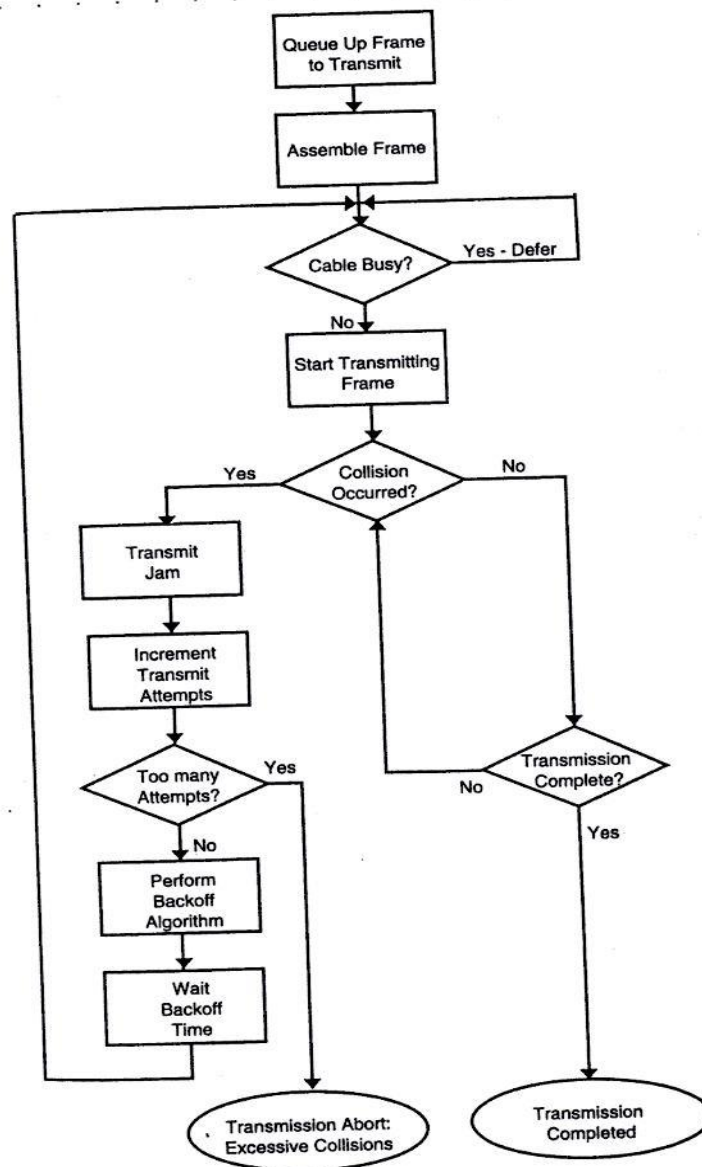 Queue Up Frame
to Transmit
Assemble Frame
Cable Busy?
Yes - Defer
No
Start Transmitting
Frame
Collision
Occurred?
Yes
No
Transmit
Jam
Increment
Transmit
Attempts
Too many
Attempts?
Yes
No
Transmission
Complete?
No
Yes
Perform
Backoff
Algorithm
Wait
Backoff
Time
Transmission Abort:
Excessive Collisions
Transmission
Completed